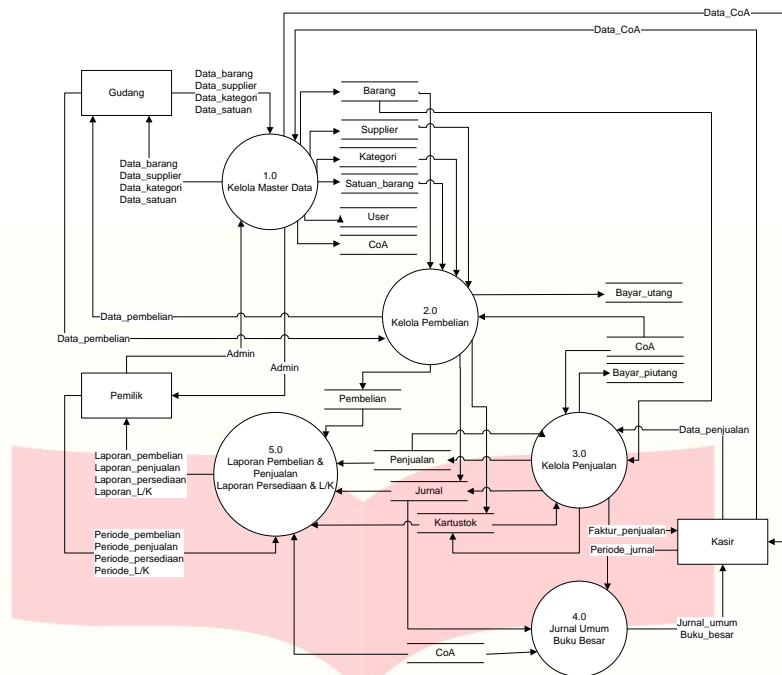 Data_CoA
Data_CoA
Gudang
Data_barang
Data_supplier
Data_kategori
Data_satuan
Barang
Supplier
Kategori
Satuan_barang
User
CoA
Data_barang
Data_supplier
Data_kategori
Data_satuan
1.0
Kelola Master Data
2.0
Kelola Pembelian
Bayar_utang
Data_pembelian
Data_pembelian
CoA
Admin
Admin
Bayar_piutang
Pemilik
Pembelian
Data_penjualan
Laporan_pembelian
Laporan_penjualan
Laporan_persediaan
Laporan_L/K
5.0
Laporan Pembelian &
Penjualan
Laporan Persediaan & L/K
Penjualan
3.0
Kelola Penjualan
Jurnal
Kartustok
Periode_pembelian
Periode_penjualan
Periode_persediaan
Periode_L/K
Faktur_penjualan
Periode_jurnal
Kasir
4.0
Jurnal Umum
Buku Besar
Jurnal_umum
Buku_besar
CoA